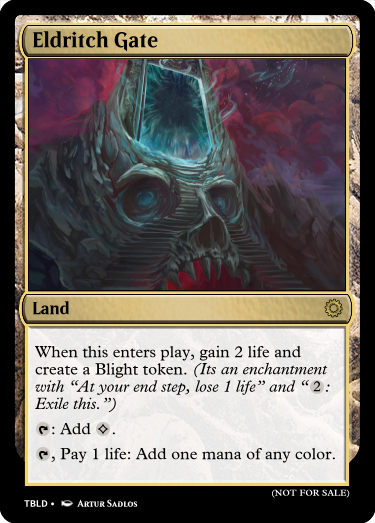 Eldritch Gate
Land
When this enters play, gain 2 life and
create a Blight token. (Its an enchantment
with “At your end step, lose 1 life” and “2:
Exile this.”)
: Add .
, Pay 1 life: Add one mana of any color.
(NOT FOR SALE)
TBLD • Artur Sadlos